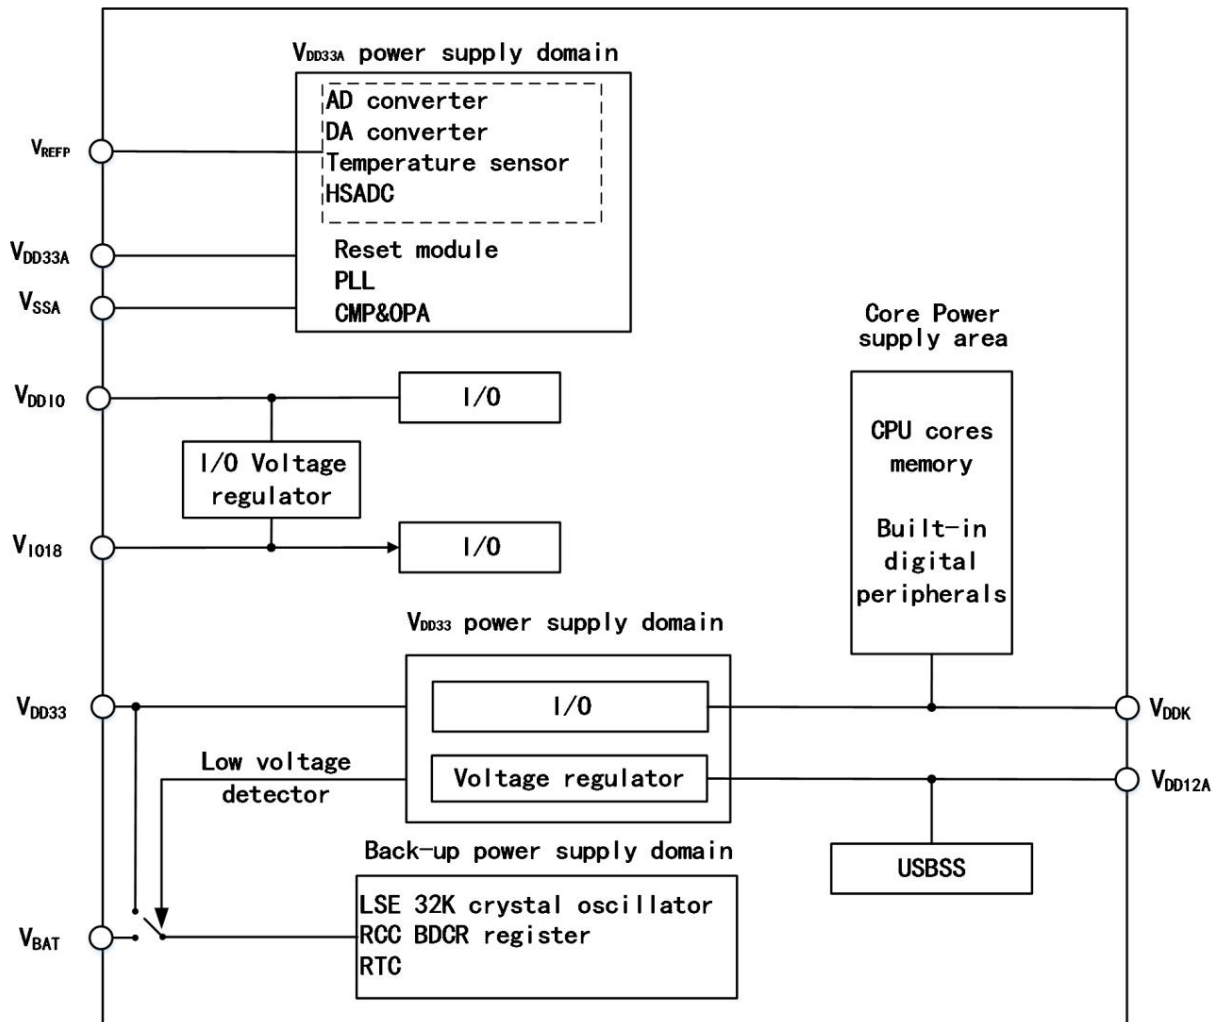 VDD33A power supply domain
AD converter
DA converter
Temperature sensor
HSADC
VREFP
VDD33A
Reset module
PLL
VSSA
CMP&OPA
Core Power
supply area
VDDIO
I/O
I/O Voltage
regulator
CPU cores
memory
Built-in
digital
peripherals
VIO18
I/O
VDD33 power supply domain
VDD33
I/O
VDDK
Low voltage
detector
Voltage regulator
VDD12A
Back-up power supply domain
USBSS
LSE 32K crystal oscillator
RCC BDCR register
RTC
VBAT